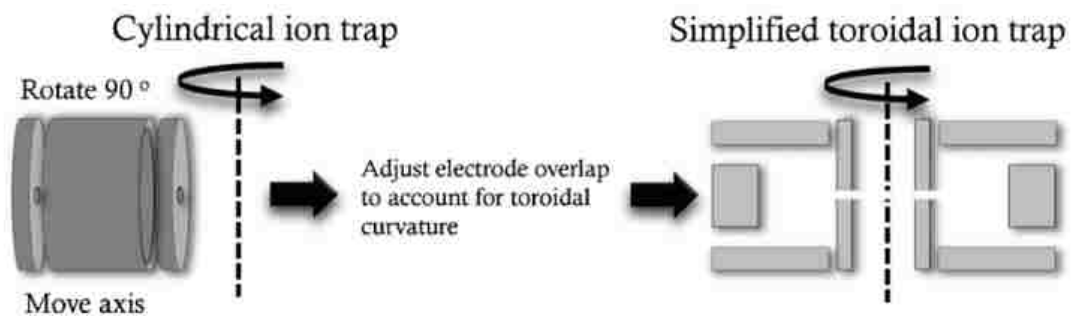 Cylindrical ion trap
Simplified toroidal ion trap
Rotate 90 °
Adjust electrode overlap
to account for toroidal
curvature
Move axis